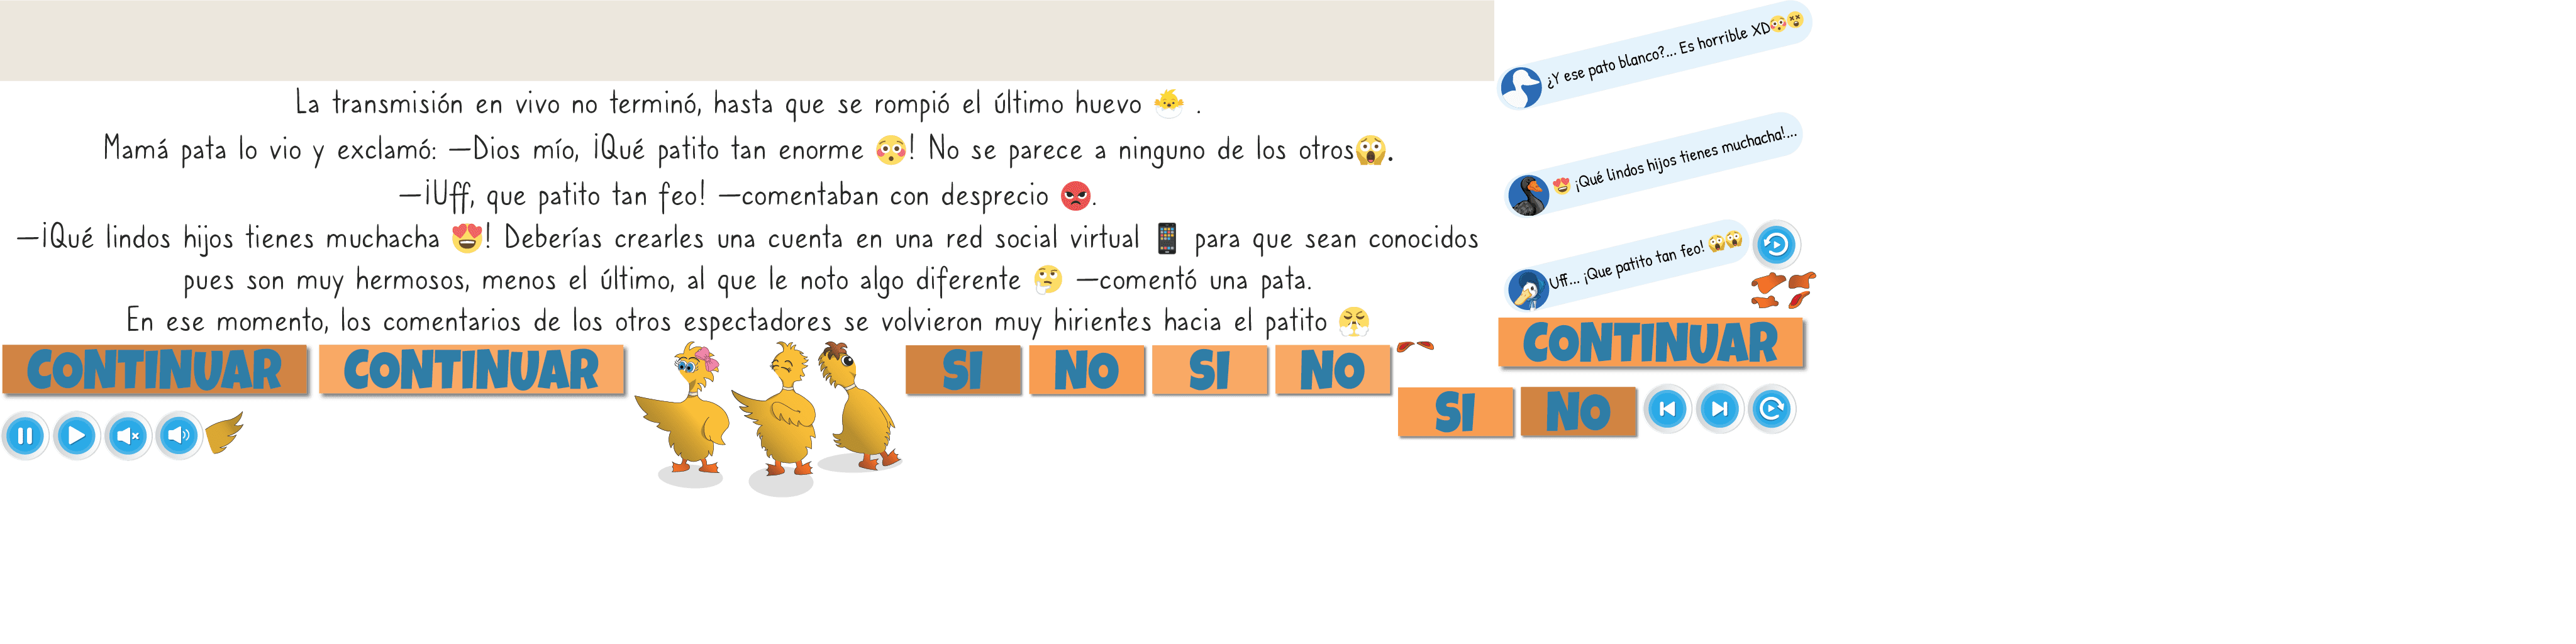 La transmisión en vivo no terminó, hasta que se rompió el último huevo 🐣 .
Mamá pata lo vio y exclamó: —Dios mío, ¡Qué patito tan enorme 😳! No se parece a ninguno de los otros😱.
—¡Uff, que patito tan feo! —comentaban con desprecio 😡.
—¡Qué lindos hijos tienes muchacha 😍! Deberías crearles una cuenta en una red social virtual 📱 para que sean conocidos
pues son muy hermosos, menos el último, al que le noto algo diferente 🤔 —comentó una pata.
En ese momento, los comentarios de los otros espectadores se volvieron muy hirientes hacia el patito 😤
¿Y ese pato blanco?... Es horrible XD😳😵
😍 ¡Qué lindos hijos tienes muchacha!...
Uff... ¡Que patito tan feo! 😱😱
CONTINUAR
CONTINUAR
CONTINUAR
SI
NO
SI
NO
SI
NO